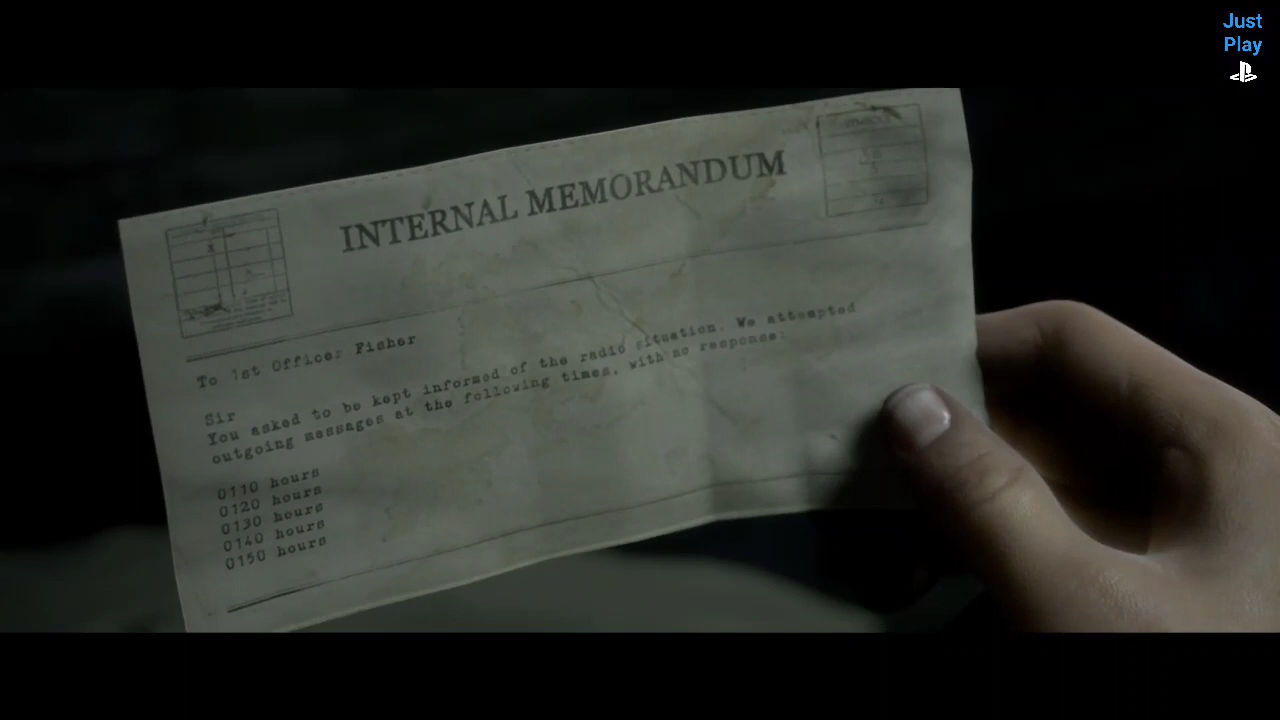 Just
Play
INTERNAL MEMORANDUM
To 1st Officer Fisher
Sir
You asked to be kept informed of the radio situation. We attempted
outgoing messages at the following times, with no response:
0110 hours
0120 hours
0130 hours
0140 hours
0150 hours